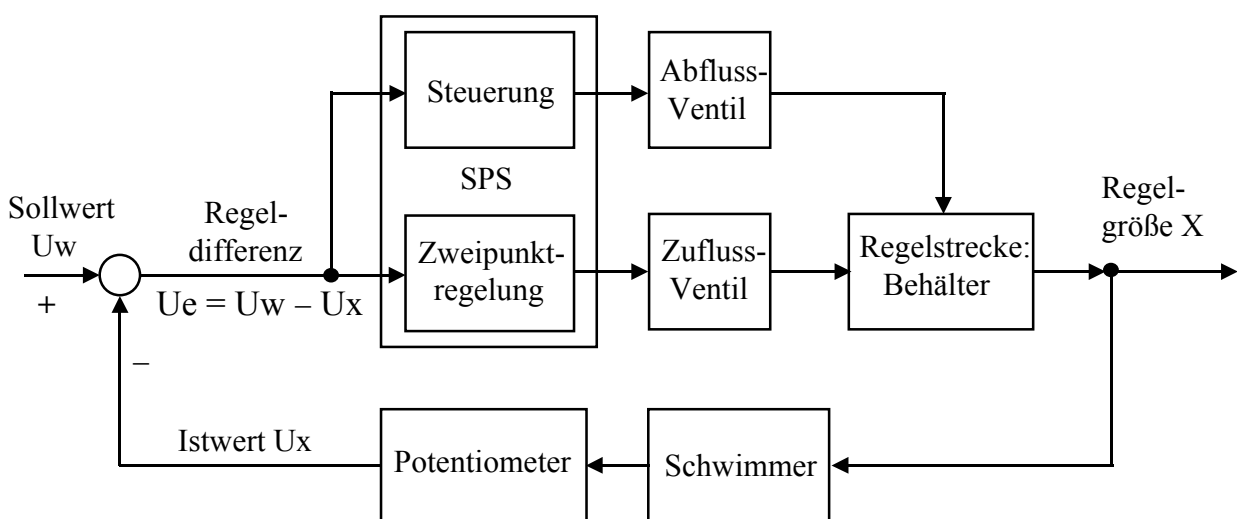 Steuerung
Abfluss-
Ventil
SPS
Sollwert
Uw
+
Regel-
differenz
Ue = Uw – Ux
Zweipunkt-
regelung
Zufluss-
Ventil
Regelstrecke:
Behälter
Regel-
größe X
–
Istwert Ux
Potentiometer
Schwimmer